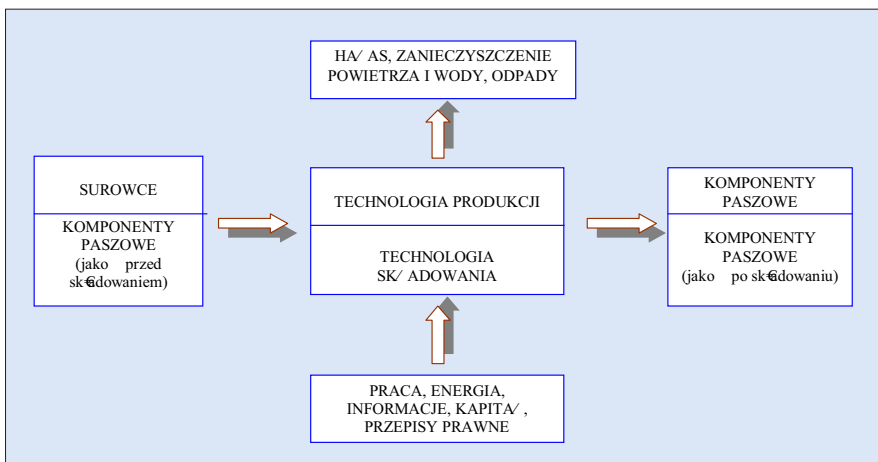 HA⁄ AS, ZANIECZYSZCZENIE
POWIETRZA I WODY, ODPADY
SUROWCE
KOMPONENTY
PASZOWE
(jako przed
sk€adowaniem)
TECHNOLOGIA PRODUKCJI
TECHNOLOGIA
SK⁄ ADOWANIA
KOMPONENTY
PASZOWE
KOMPONENTY
PASZOWE
(jako po sk€adowaniu)
PRACA, ENERGIA,
INFORMACJE, KAPITA⁄ ,
PRZEPISY PRAWNE